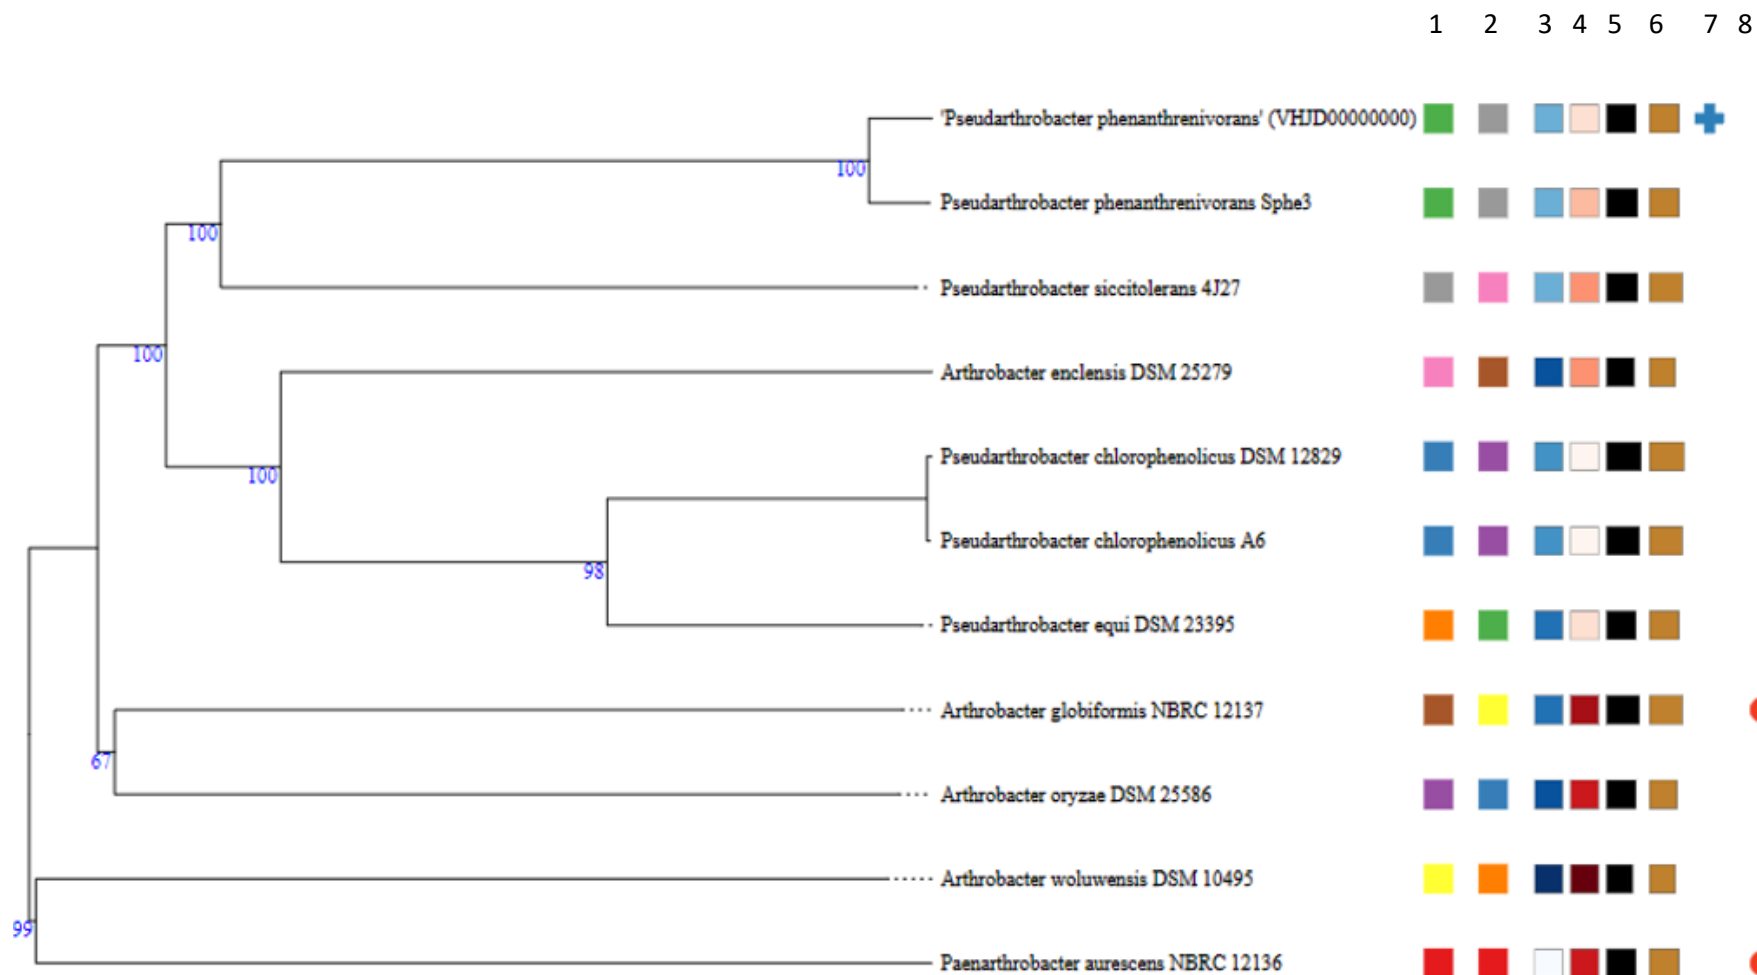 1 2 3 4 5 6 7 8
'Pseudarthrobacter phenanthrenivorans' (VHJD00000000)
100
Pseudarthrobacter phenanthrenivorans Sphe3
100
Pseudarthrobacter siccitolerans 4J27
100
Arthrobacter enclensis DSM 25279
100
Pseudarthrobacter chlorophenolicus DSM 12829
Pseudarthrobacter chlorophenolicus A6
98
Pseudarthrobacter equi DSM 23395
Arthrobacter globiformis NBRC 12137
67
Arthrobacter oryzae DSM 25586
Arthrobacter woluwensis DSM 10495
99
Paenarthrobacter aurescens NBRC 12136